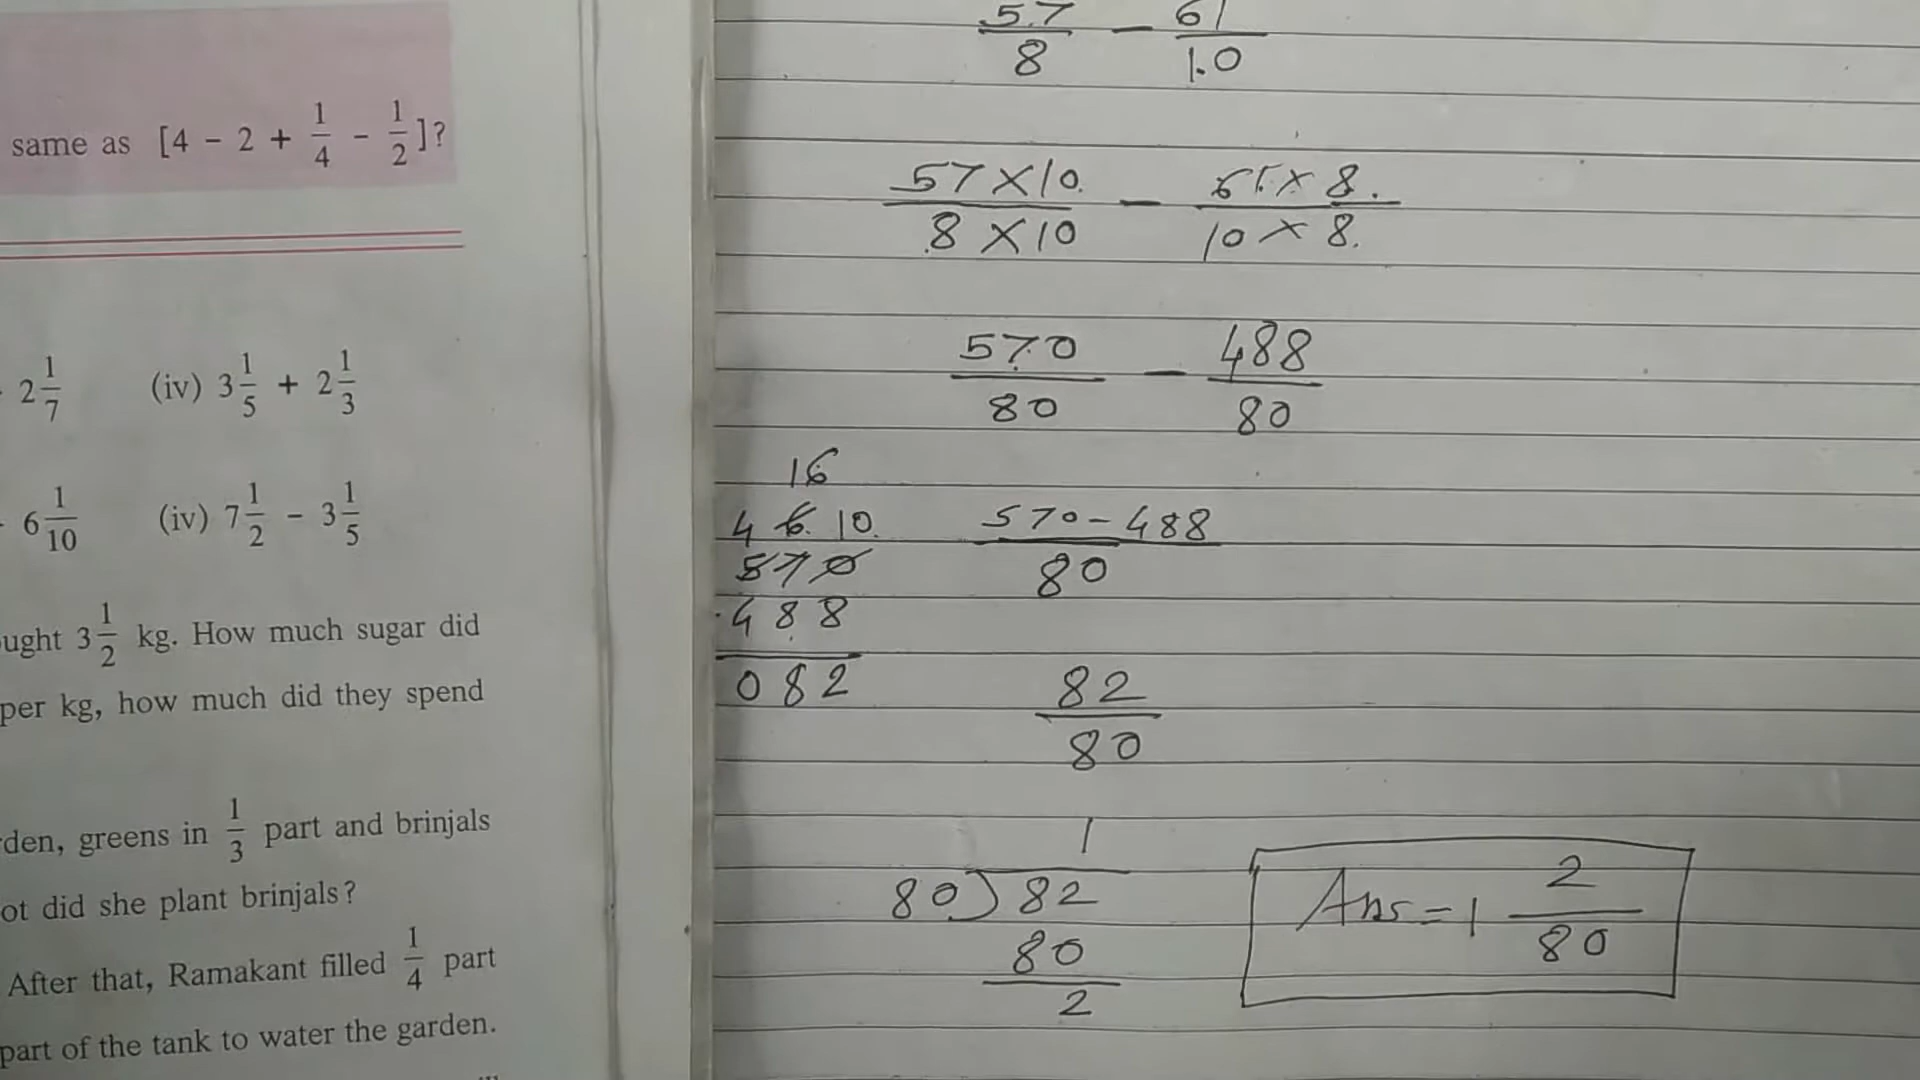 same as [4 - 2 + 1/4 - 1/2]?
2 1/7 (iv) 3 1/5 + 2 1/3
- 6 1/10 (iv) 7 1/2 - 3 1/5
ought 3 1/2 kg. How much sugar did
per kg, how much did they spend
rden, greens in 1/3 part and brinjals
ot did she plant brinjals?
After that, Ramakant filled 1/4 part
part of the tank to water the garden.
57/8 - 61/10
57×10/8×10 - 61×8/10×8
570/80 - 488/80
16
4 6 10
570
488
082
570-488/80
82/80
1
80)82
80
2
Ans = 1 2/80